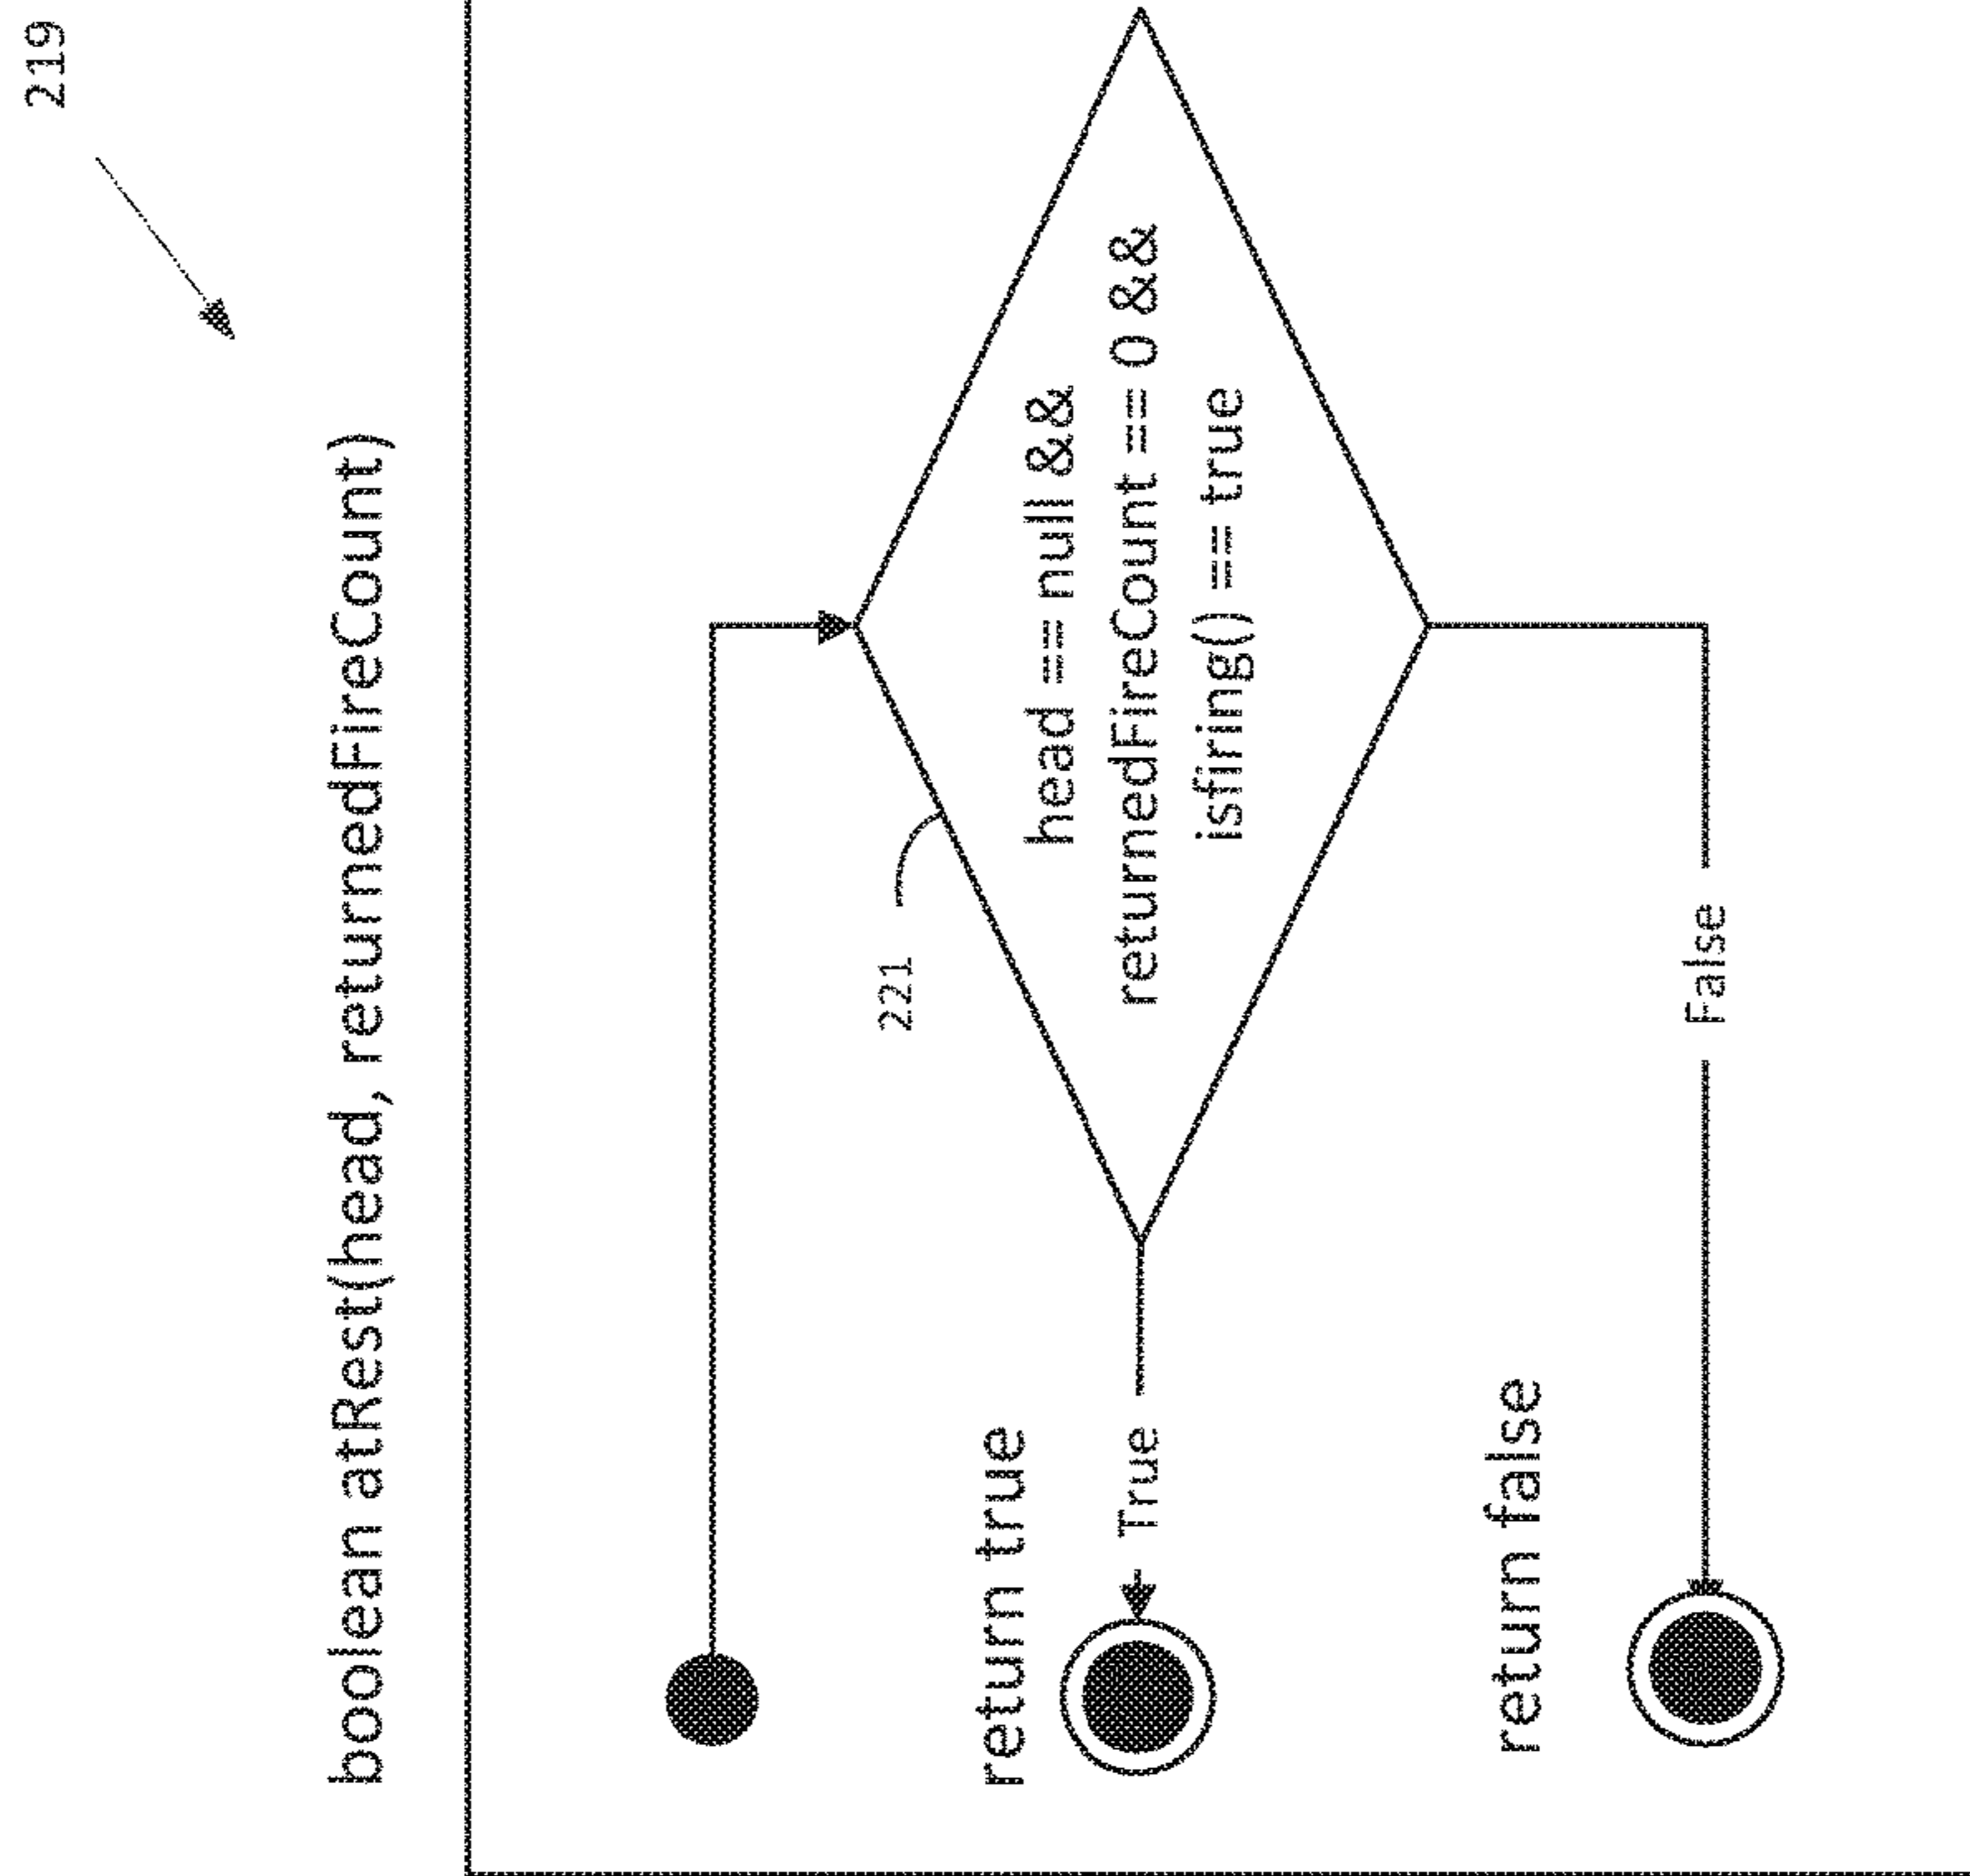 219
boolean atRest(head, returnedFireCount)
221
head == null &&
returnedFireCount == 0 &&
isfiring() == true
return true
True
return false
False